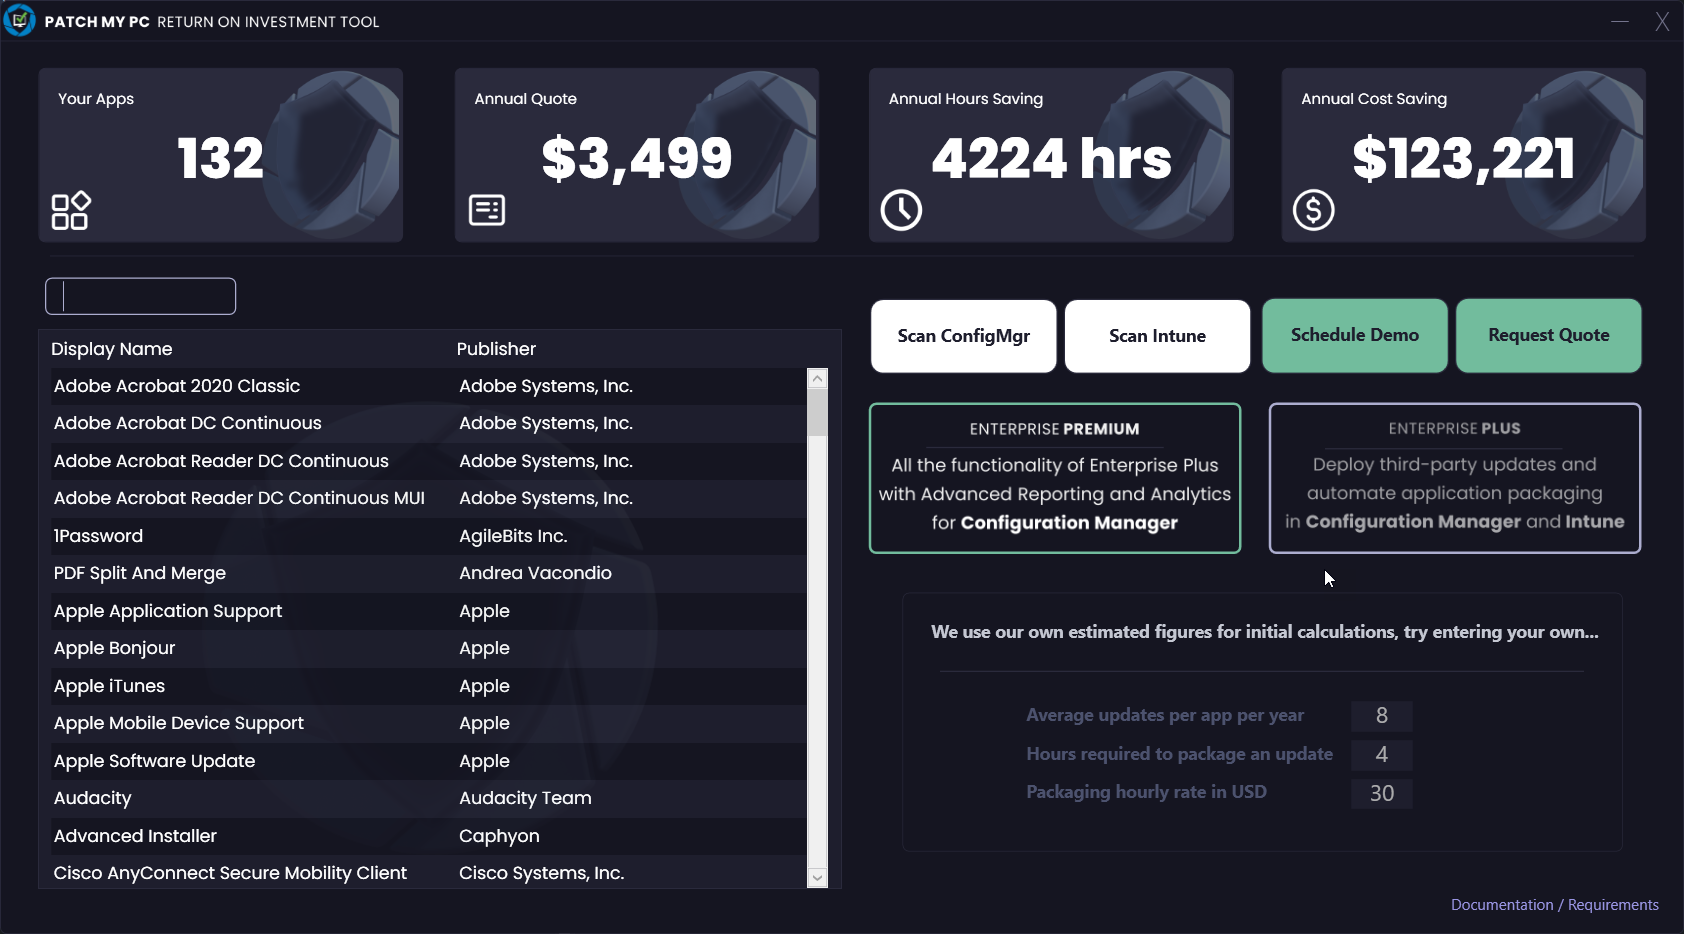 PATCH MY PC RETURN ON INVESTMENT TOOL
Your Apps
132
Annual Quote
$3,499
Annual Hours Saving
4224 hrs
Annual Cost Saving
$123,221
Display Name Publisher
Adobe Acrobat 2020 Classic Adobe Systems, Inc.
Adobe Acrobat DC Continuous Adobe Systems, Inc.
Adobe Acrobat Reader DC Continuous Adobe Systems, Inc.
Adobe Acrobat Reader DC Continuous MUI Adobe Systems, Inc.
1Password AgileBits Inc.
PDF Split And Merge Andrea Vacondio
Apple Application Support Apple
Apple Bonjour Apple
Apple iTunes Apple
Apple Mobile Device Support Apple
Apple Software Update Apple
Audacity Audacity Team
Advanced Installer Caphyon
Cisco AnyConnect Secure Mobility Client Cisco Systems, Inc.
Scan ConfigMgr
Scan Intune
Schedule Demo
Request Quote
ENTERPRISE PREMIUM
All the functionality of Enterprise Plus
with Advanced Reporting and Analytics
for Configuration Manager
ENTERPRISE PLUS
Deploy third-party updates and
automate application packaging
in Configuration Manager and Intune
We use our own estimated figures for initial calculations, try entering your own...
Average updates per app per year 8
Hours required to package an update 4
Packaging hourly rate in USD 30
Documentation / Requirements